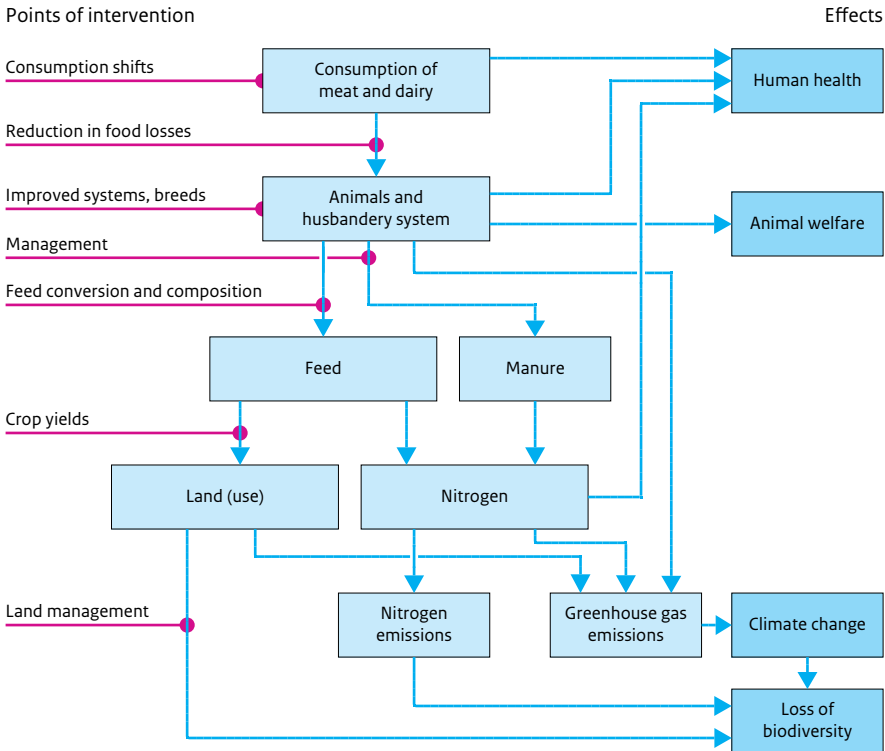 Points of intervention
Effects
Consumption shifts
Consumption of
meat and dairy
Human health
Reduction in food losses
Improved systems, breeds
Animals and
husbandery system
Animal welfare
Management
Feed conversion and composition
Feed
Manure
Crop yields
Land (use)
Nitrogen
Land management
Nitrogen
emissions
Greenhouse gas
emissions
Climate change
Loss of
biodiversity